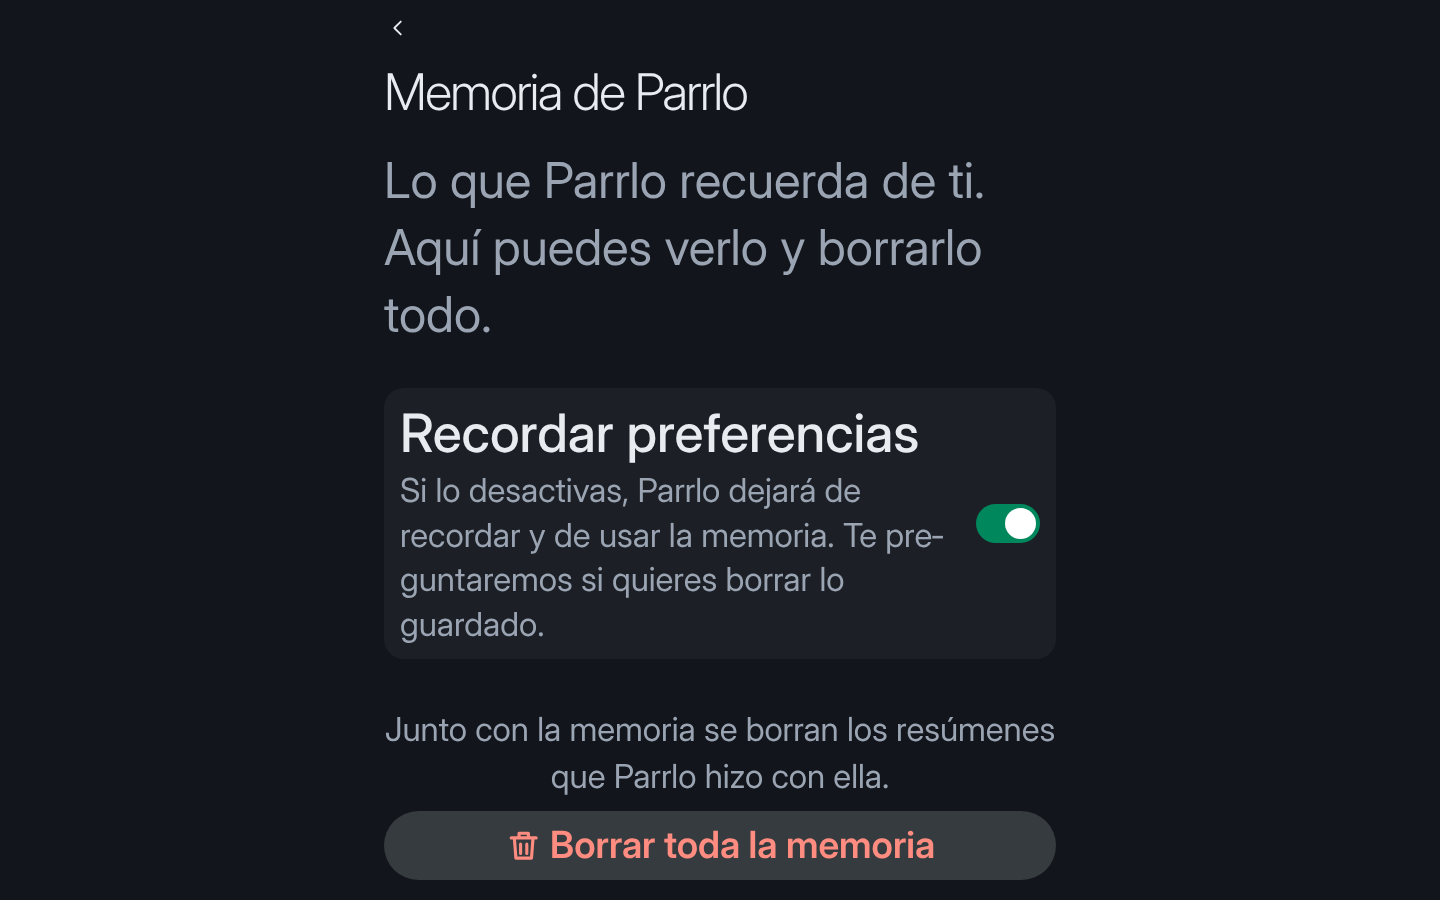 Memoria de Parrlo
Lo que Parrlo recuerda de ti.
Aquí puedes verlo y borrarlo
todo.
Recordar preferencias
Si lo desactivas, Parrlo dejará de
recordar y de usar la memoria. Te pre-
guntaremos si quieres borrar lo
guardado.
Junto con la memoria se borran los resúmenes
que Parrlo hizo con ella.
Borrar toda la memoria